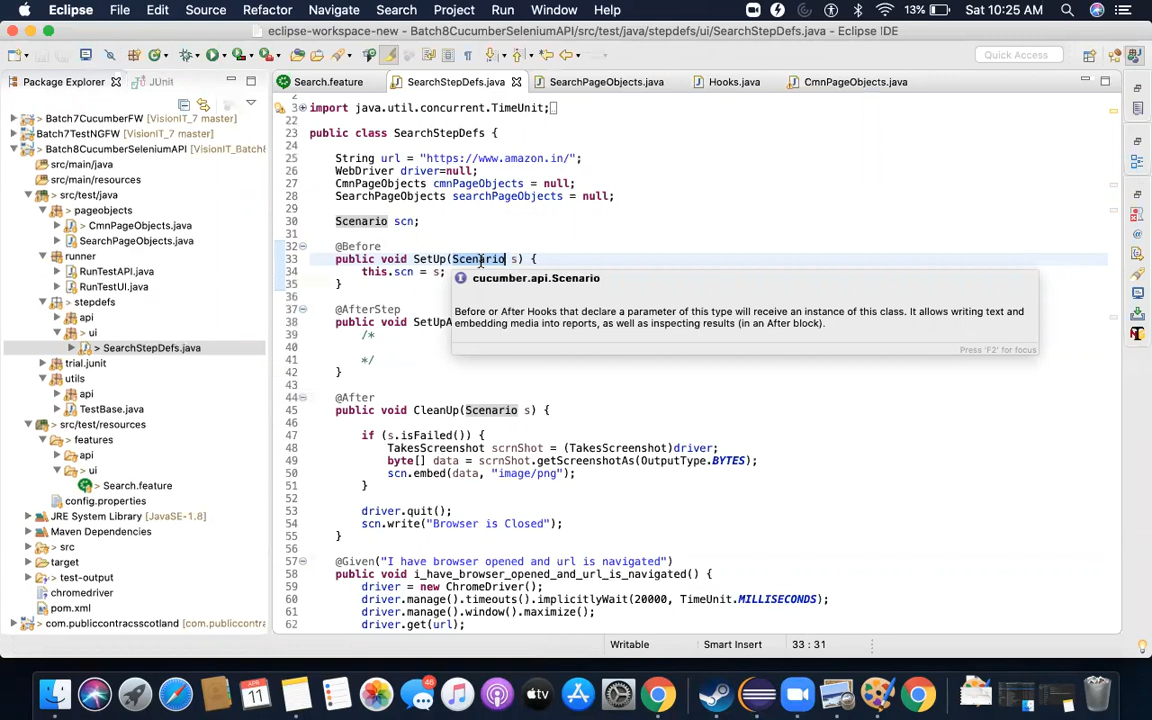 Eclipse File Edit Source Refactor Navigate Search Project Run Window Help 13% Sat 10:25 AM
eclipse-workspace-new - Batch8CucumberSeleniumAPI/src/test/java/stepdefs/ui/SearchStepDefs.java - Eclipse IDE
Quick Access
Package Explorer JUnit Search.feature SearchStepDefs.java SearchPageObjects.java Hooks.java CmnPageObjects.java
Batch7CucumberFW [VisionIT_7 master]
Batch7TestNGFW [VisionIT_7 master]
> Batch8CucumberSeleniumAPI [VisionIT_Batch8
src/main/java
src/main/resources
> src/test/java
> pageobjects
> CmnPageObjects.java
SearchPageObjects.java
> runner
RunTestAPI.java
RunTestUI.java
> stepdefs
api
> ui
> SearchStepDefs.java
trial.junit
> utils
api
TestBase.java
> src/test/resources
> features
> api
> ui
Search.feature
config.properties
JRE System Library [JavaSE-1.7]
Maven Dependencies
> src
target
> test-output
chromedriver
pom.xml
com.publiccontracsscotland [com.publiccontra
2
3 import java.util.concurrent.TimeUnit;
22
23 public class SearchStepDefs {
24
25 String url = "https://www.amazon.in/";
26 WebDriver driver=null;
27 CmnPageObjects cmnPageObjects = null;
28 SearchPageObjects searchPageObjects = null;
29
30 Scenario scn;
31
32 @Before
33 public void SetUp(Scenario s) {
34 this.scn = s;
35 }
36
37 @AfterStep
38 public void SetUpA
39 /*
40
41 */
42 }
43
44 @After
45 public void CleanUp(Scenario s) {
46
47 if (s.isFailed()) {
48 TakesScreenshot scrnShot = (TakesScreenshot)driver;
49 byte[] data = scrnShot.getScreenshotAs(OutputType.BYTES);
50 scn.embed(data, "image/png");
51 }
52
53 driver.quit();
54 scn.write("Browser is Closed");
55 }
56
57 @Given("I have browser opened and url is navigated")
58 public void i_have_browser_opened_and_url_is_navigated() {
59 driver = new ChromeDriver();
60 driver.manage().timeouts().implicitlyWait(20000, TimeUnit.MILLISECONDS);
61 driver.manage().window().maximize();
62 driver.get(url);
cucumber.api.Scenario
Before or After Hooks that declare a parameter of this type will receive an instance of this class. It allows writing text and
embedding media into reports, as well as inspecting results (in an After block).
Press 'F2' for focus
Writable Smart Insert 33 : 31
APR
11
46
tv